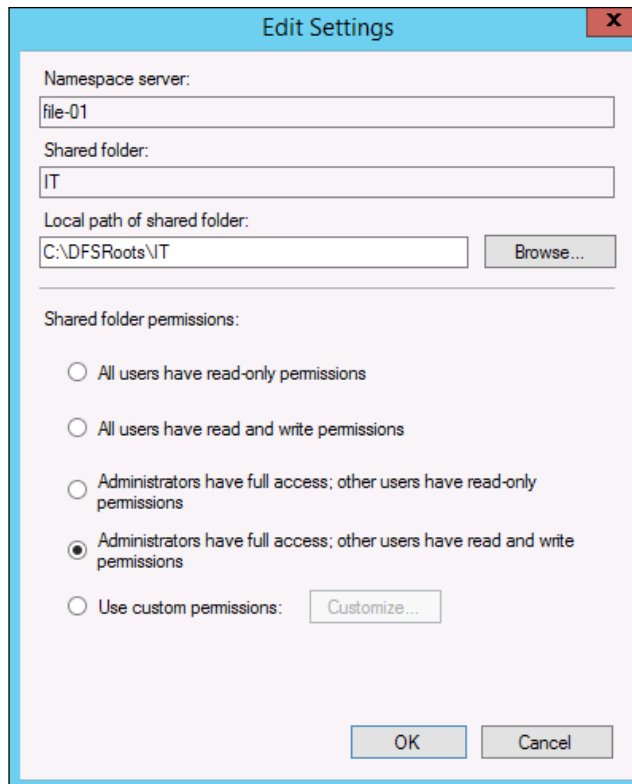 Edit Settings
x
Namespace server:
file-01
Shared folder:
IT
Local path of shared folder:
C:\DFSRoots\IT
Browse...
Shared folder permissions:
All users have read-only permissions
All users have read and write permissions
Administrators have full access; other users have read-only
permissions
Administrators have full access; other users have read and write
permissions
Use custom permissions:
Customize...
OK
Cancel